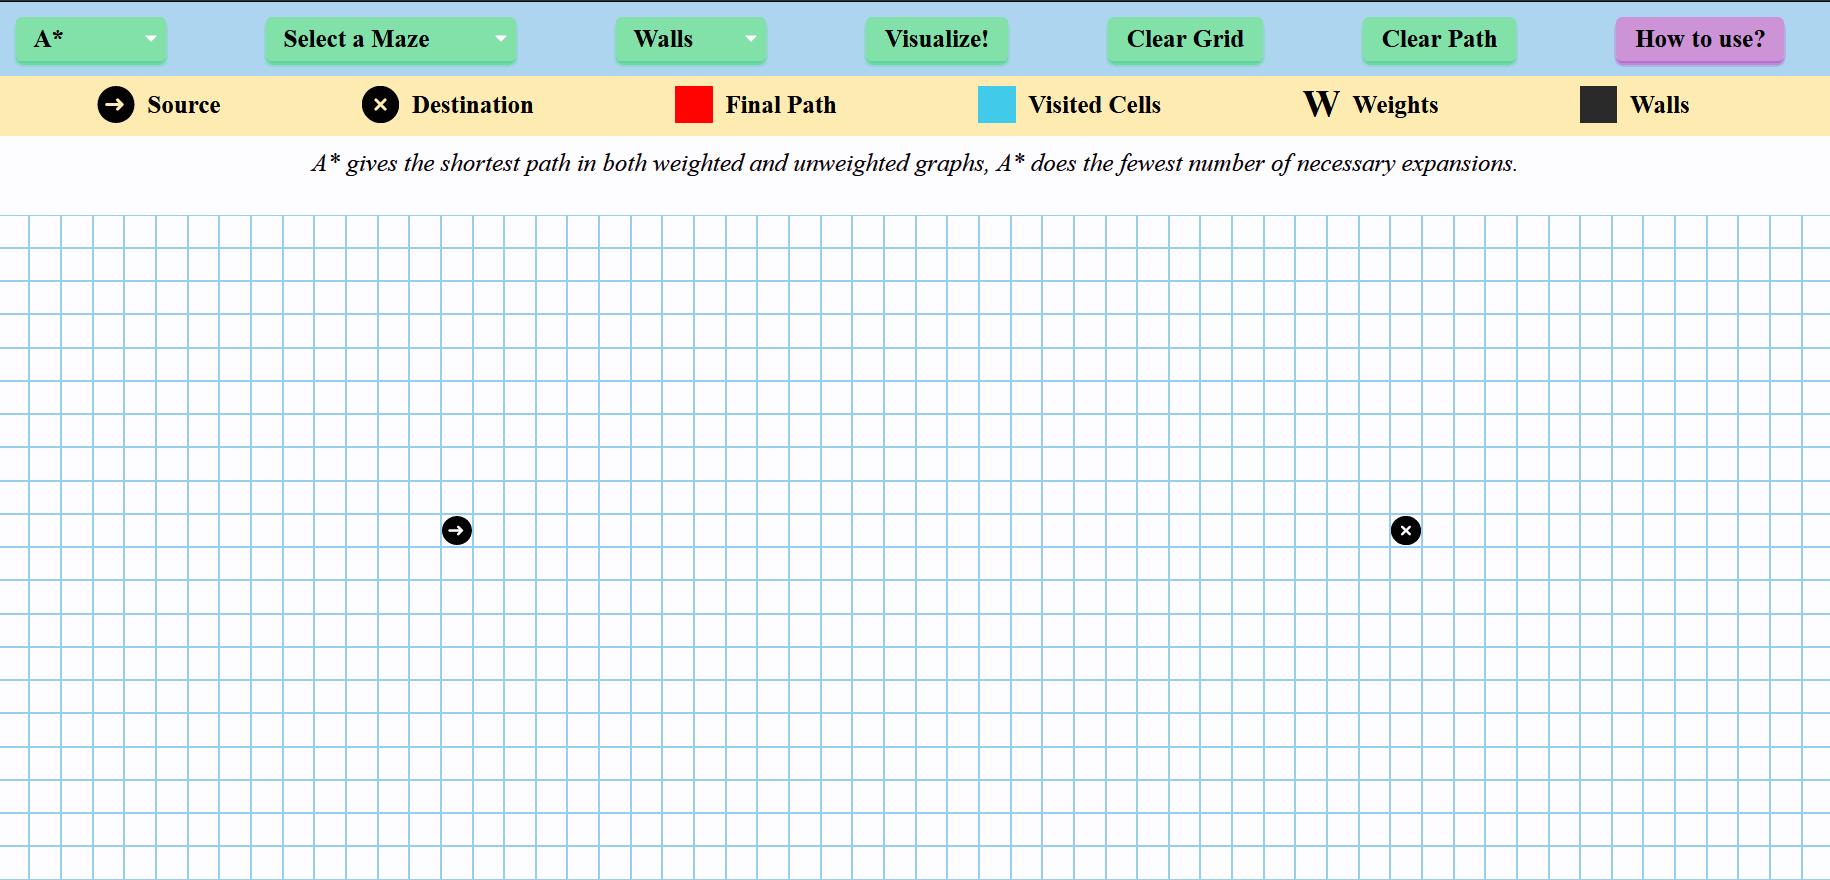 A* Select a Maze Walls Visualize! Clear Grid Clear Path How to use?
Source Destination Final Path Visited Cells W Weights Walls
A* gives the shortest path in both weighted and unweighted graphs, A* does the fewest number of necessary expansions.